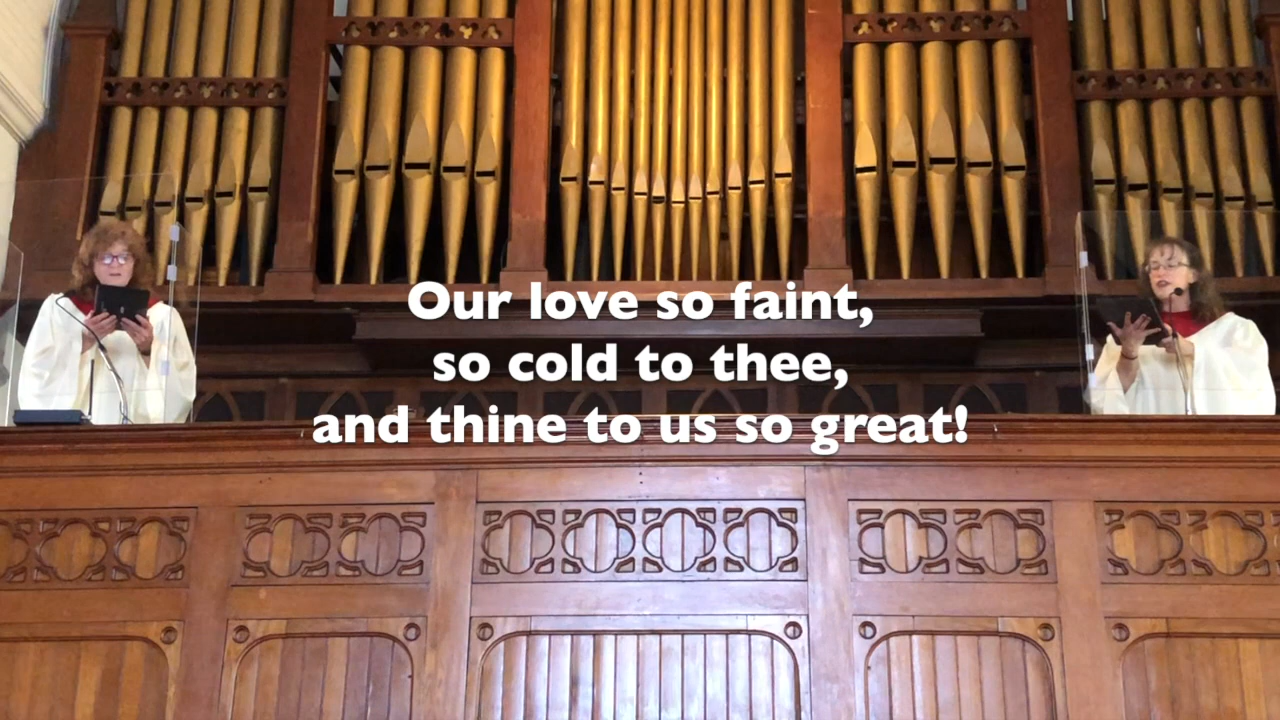 Our love so faint,
so cold to thee,
and thine to us so great!